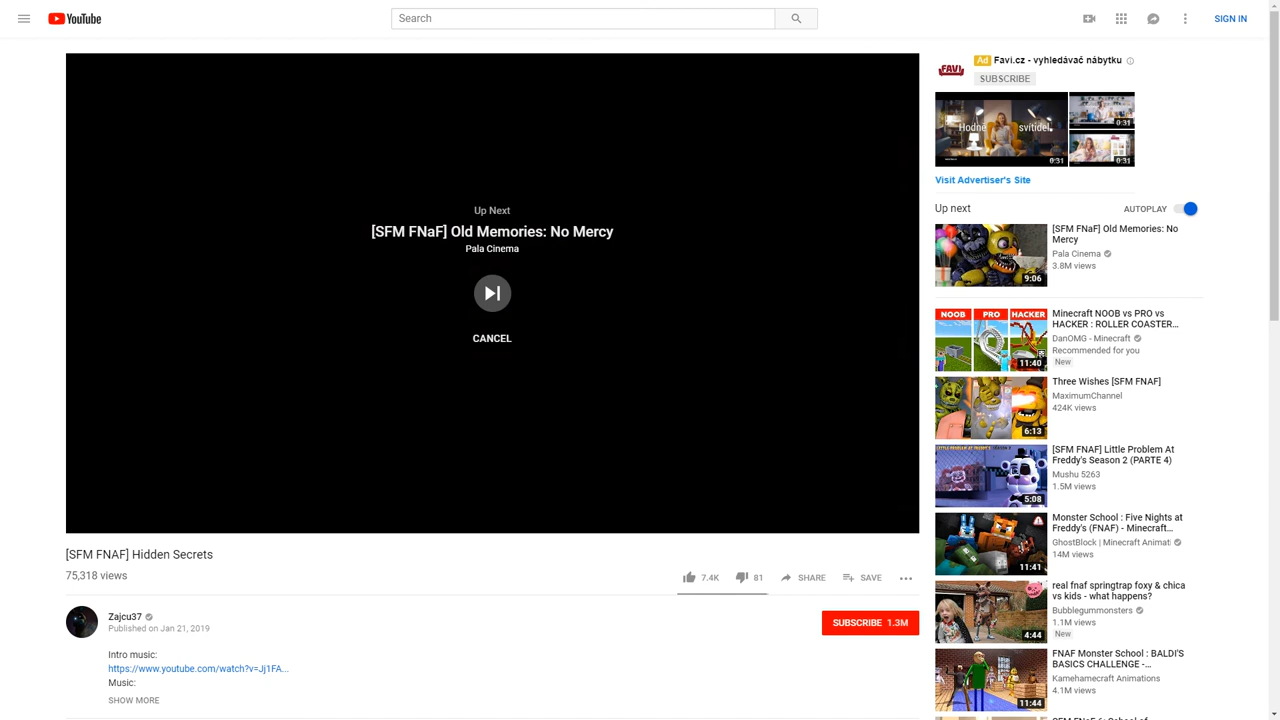 YouTube
Search
SIGN IN
Up Next
[SFM FNaF] Old Memories: No Mercy
Pala Cinema
CANCEL
[SFM FNAF] Hidden Secrets
75,318 views
7.4K
81
SHARE
SAVE
Zajcu37
Published on Jan 21, 2019
SUBSCRIBE 1.3M
Intro music:
https://www.youtube.com/watch?v=Jj1FA...
Music:
SHOW MORE
FAVI
Ad Favi.cz - vyhledávač nábytku
SUBSCRIBE
Hodně svítidel.
0:31
0:31
0:31
Visit Advertiser's Site
Up next
AUTOPLAY
[SFM FNaF] Old Memories: No
Mercy
Pala Cinema
3.8M views
9:06
NOOB PRO HACKER
11:40
Minecraft NOOB vs PRO vs
HACKER : ROLLER COASTER...
DanOMG - Minecraft
Recommended for you
New
Three Wishes [SFM FNAF]
MaximumChannel
424K views
6:13
[SFM FNAF] Little Problem At
Freddy's Season 2 (PARTE 4)
Mushu 5263
1.5M views
5:08
Monster School : Five Nights at
Freddy's (FNAF) - Minecraft...
GhostBlock | Minecraft Animati
14M views
11:41
real fnaf springtrap foxy & chica
vs kids - what happens?
Bubblegummonsters
1.1M views
New
4:44
FNAF Monster School : BALDI'S
BASICS CHALLENGE -...
Kamehamecraft Animations
4.1M views
11:44